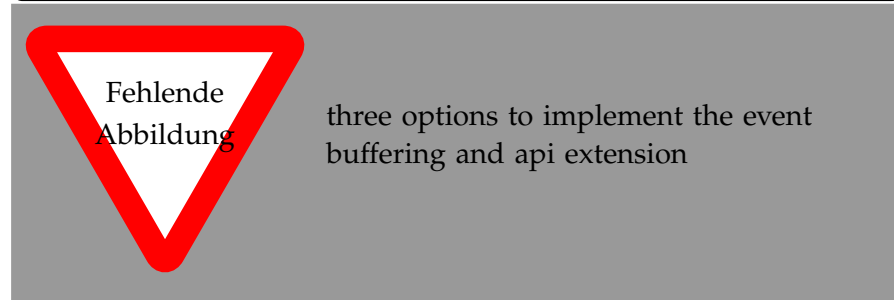 Fehlende
Abbildung
three options to implement the event
buffering and api extension